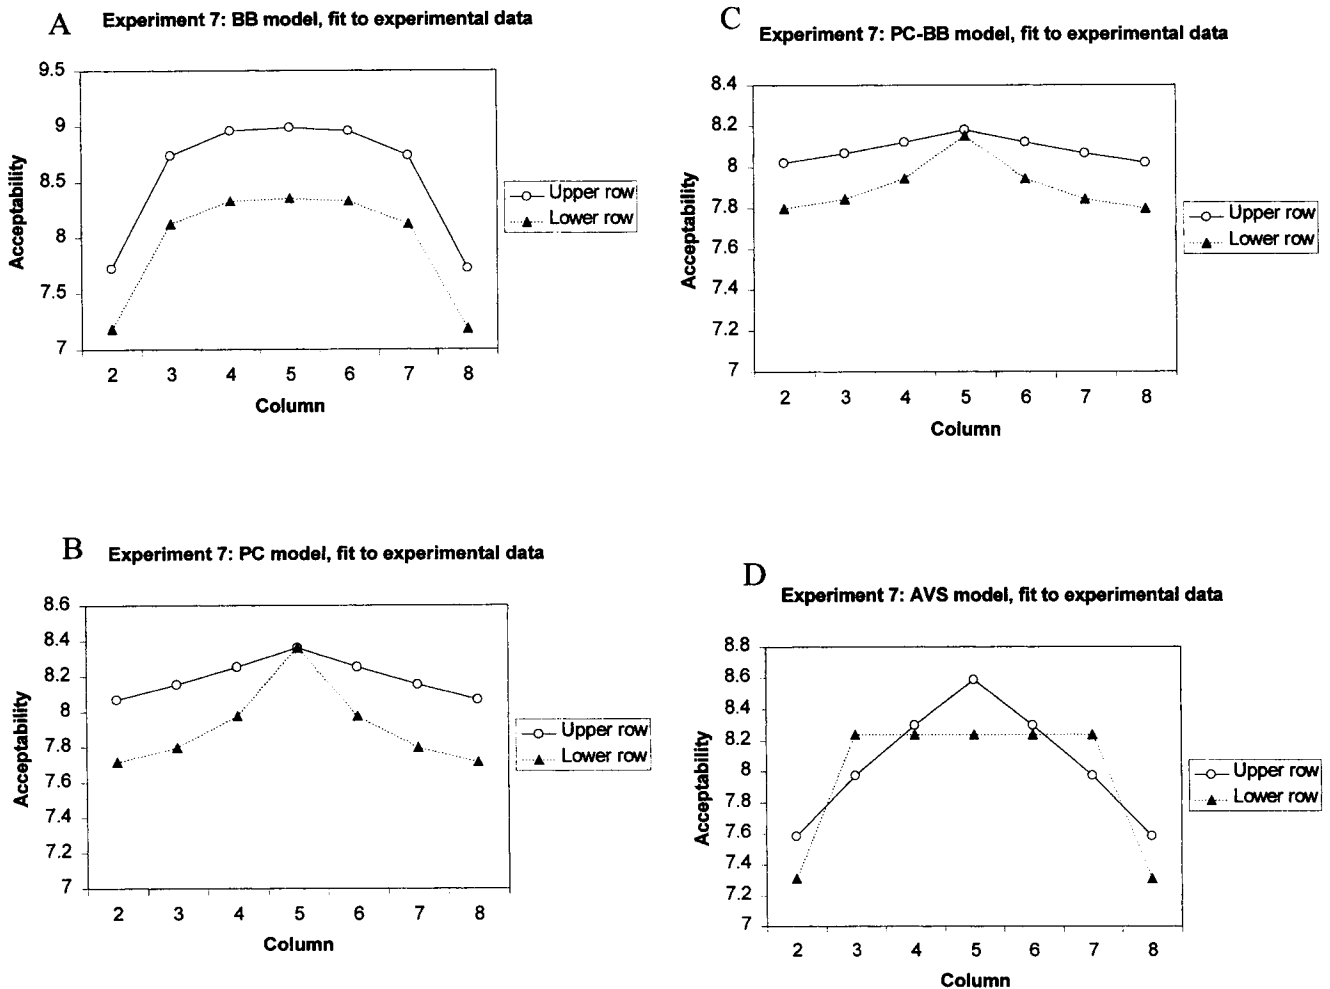 A
Experiment 7: BB model, fit to experimental data
9.5
9
8.5
8
7.5
7
Acceptability
2 3 4 5 6 7 8
Column
Upper row
Lower row
C
Experiment 7: PC-BB model, fit to experimental data
8.4
8.2
8
7.8
7.6
7.4
7.2
7
Acceptability
2 3 4 5 6 7 8
Column
Upper row
Lower row
B
Experiment 7: PC model, fit to experimental data
8.6
8.4
8.2
8
7.8
7.6
7.4
7.2
7
Acceptability
2 3 4 5 6 7 8
Column
Upper row
Lower row
D
Experiment 7: AVS model, fit to experimental data
8.8
8.6
8.4
8.2
8
7.8
7.6
7.4
7.2
7
Acceptability
2 3 4 5 6 7 8
Column
Upper row
Lower row